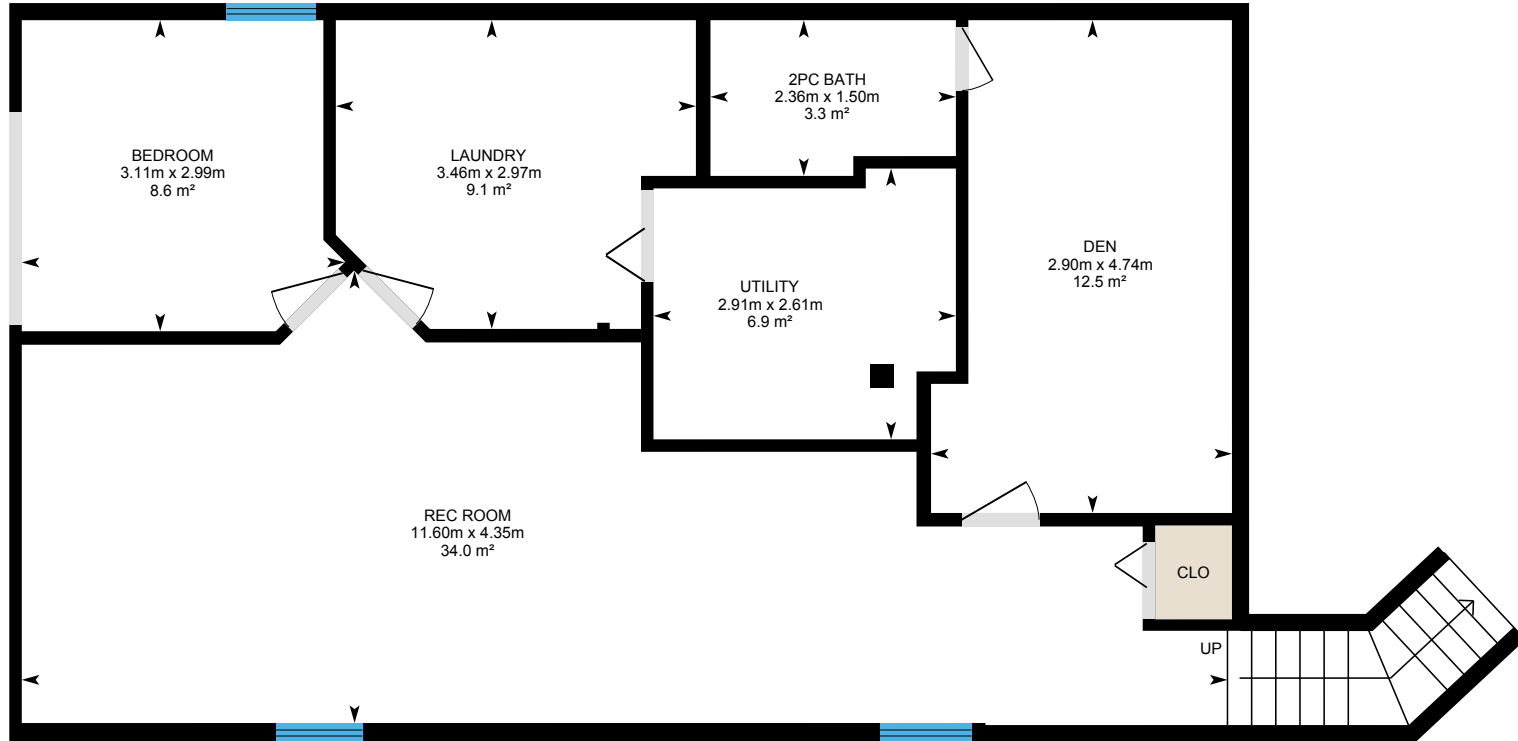 2PC BATH
2.36m x 1.50m
3.3 m²
BEDROOM
3.11m x 2.99m
8.6 m²
LAUNDRY
3.46m x 2.97m
9.1 m²
DEN
2.90m x 4.74m
12.5 m²
UTILITY
2.91m x 2.61m
6.9 m²
REC ROOM
11.60m x 4.35m
34.0 m²
CLO
UP